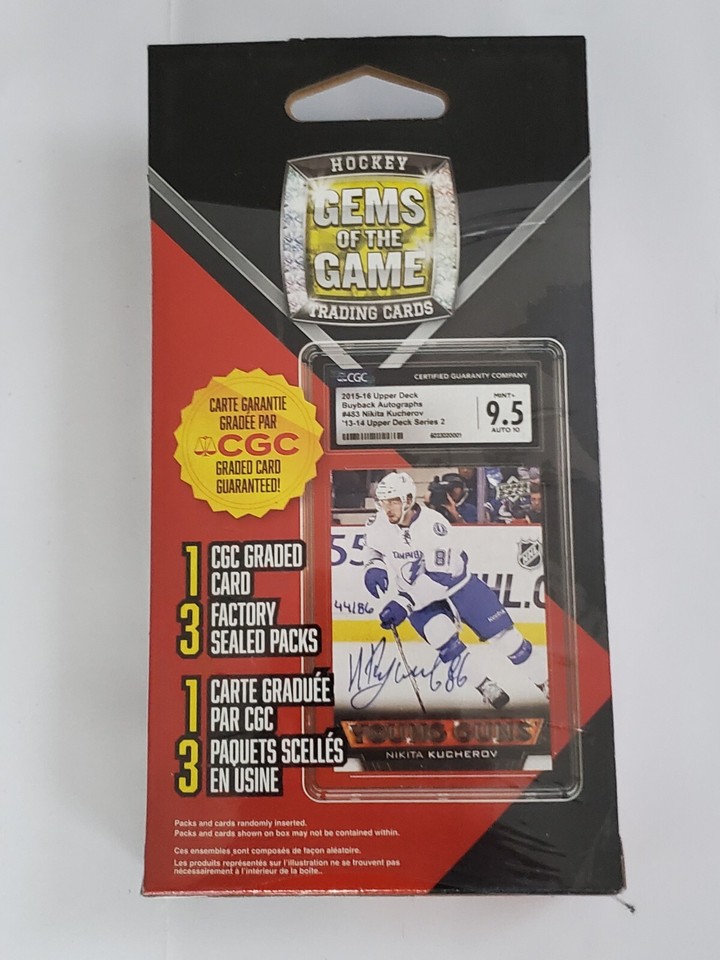 HOCKEY
GEMS
OF THE
GAME
TRADING CARDS
CGC
CERTIFIED GUARANTY COMPANY
2015-16 Upper Deck
Buyback Autographs
#483 Nikita Kucherov
'13-14 Upper Deck Series 2
6033020001
MINT+
9.5
AUTO 10
CARTE GARANTIE
GRADÉE PAR
CGC
GRADED CARD
GUARANTEED!
44/86
86
YOUNG GUNS
NIKITA KUCHEROV
1 CGC GRADED
CARD
3 FACTORY
SEALED PACKS
1 CARTE GRADUÉE
PAR CGC
3 PAQUETS SCELLÉS
EN USINE
Packs and cards randomly inserted.
Packs and cards shown on box may not be contained within.
Ces ensembles sont composés de façon aléatoire.
Les produits représentés sur l'illustration ne se trouvent pas
nécessairement à l'intérieur de la boîte..